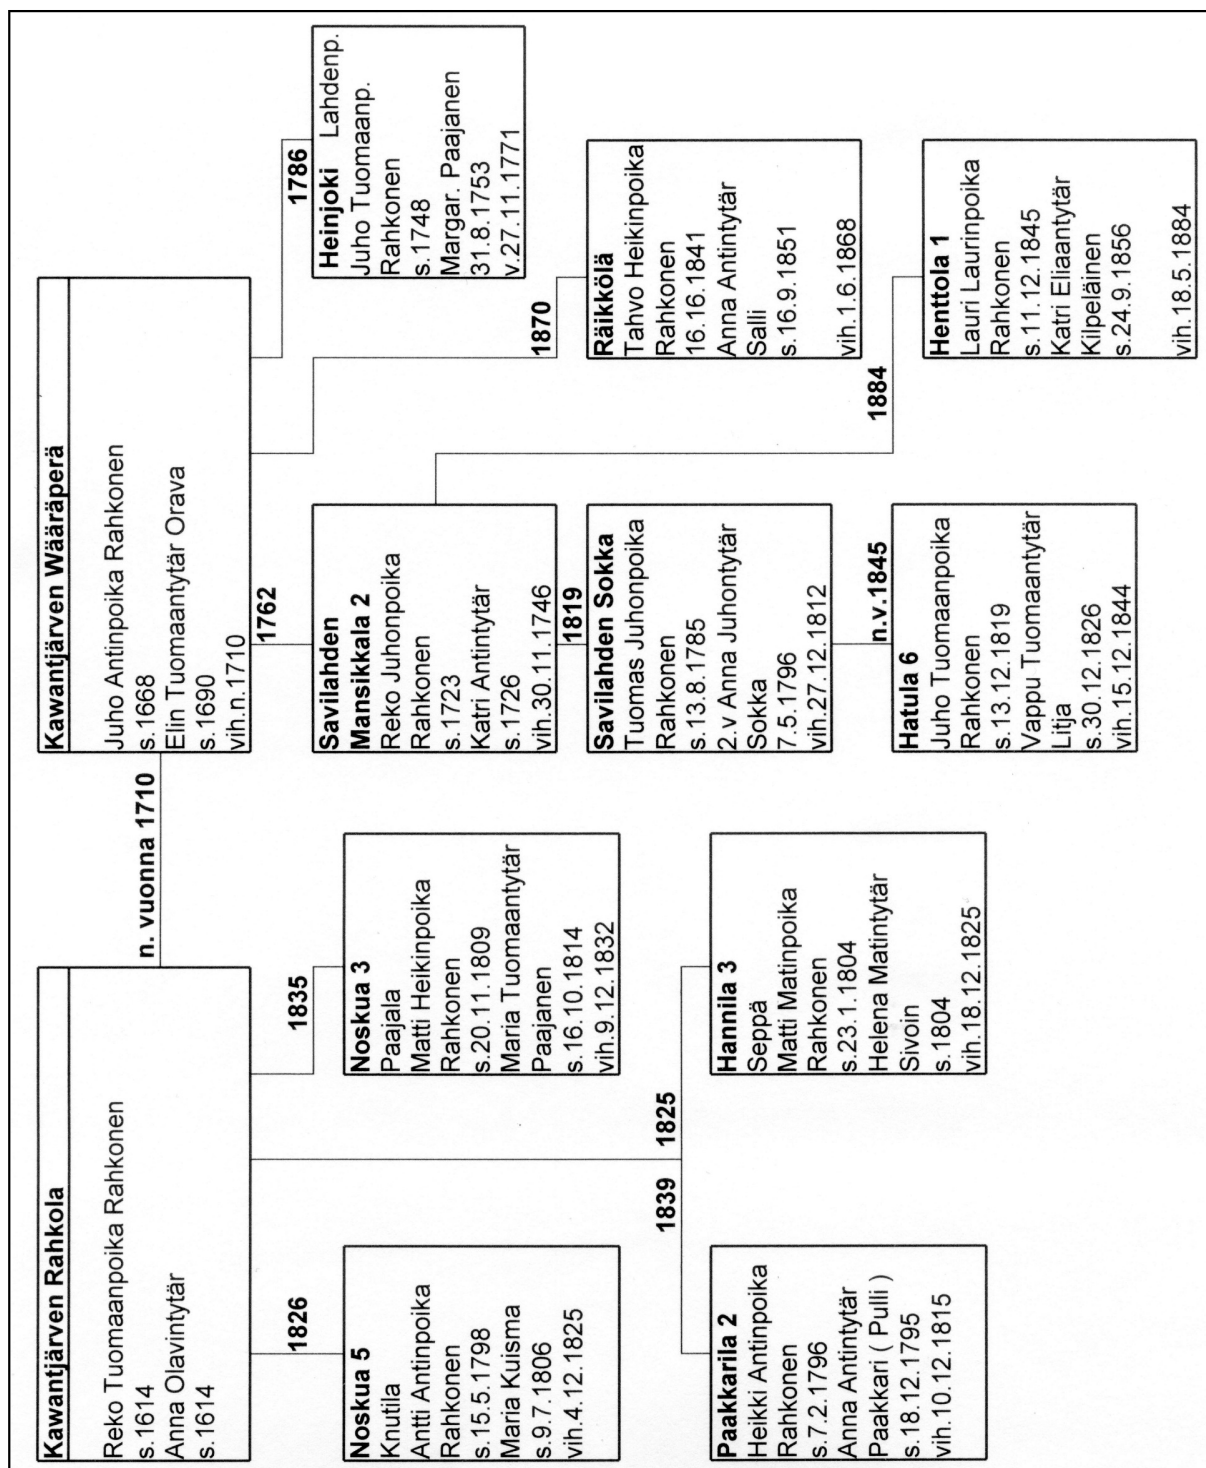 Kawantjärven Rahkola
Reko Tuomaanpoika Rahkonen
s.1614
Anna Olavintytär
s.1614
n. vuonna 1710
Kawantjärven Wääräperä
Juho Antinpoika Rahkonen
s.1668
Elin Tuomaantytär Orava
s.1690
vih.n.1710
1826
Noskua 5
Knutila
Antti Antinpoika
Rahkonen
s.15.5.1798
Maria Kuisma
s.9.7.1806
vih.4.12.1825
1835
Noskua 3
Paajala
Matti Heikinpoika
Rahkonen
s.20.11.1809
Maria Tuomaantytär
Paajanen
s.16.10.1814
vih.9.12.1832
1762
Savilahden
Mansikkala 2
Reko Juhonpoika
Rahkonen
s.1723
Katri Antintytär
s.1726
vih.30.11.1746
1786
Heinjoki Lahdenp.
Juho Tuomaanp.
Rahkonen
s.1748
Margar. Paajanen
31.8.1753
v.27.11.1771
1870
Räikkölä
Tahvo Heikinpoika
Rahkonen
16.16.1841
Anna Antintytär
Salli
s.16.9.1851
vih.1.6.1868
1819
Savilahden Sokka
Tuomas Juhonpoika
Rahkonen
s.13.8.1785
2.v Anna Juhontytär
Sokka
7.5.1796
vih.27.12.1812
1839
Paakkarila 2
Heikki Antinpoika
Rahkonen
s.7.2.1796
Anna Antintytär
Paakkari ( Pulli )
s.18.12.1795
vih.10.12.1815
1825
Hannila 3
Seppä
Matti Matinpoika
Rahkonen
s.23.1.1804
Helena Matintytär
Sivoin
s.1804
vih.18.12.1825
n.v.1845
Hatula 6
Juho Tuomaanpoika
Rahkonen
s.13.12.1819
Vappu Tuomaantytär
Litja
s.30.12.1826
vih.15.12.1844
1884
Henttola 1
Lauri Laurinpoika
Rahkonen
s.11.12.1845
Katri Eliaantytär
Kilpeläinen
s.24.9.1856
vih.18.5.1884